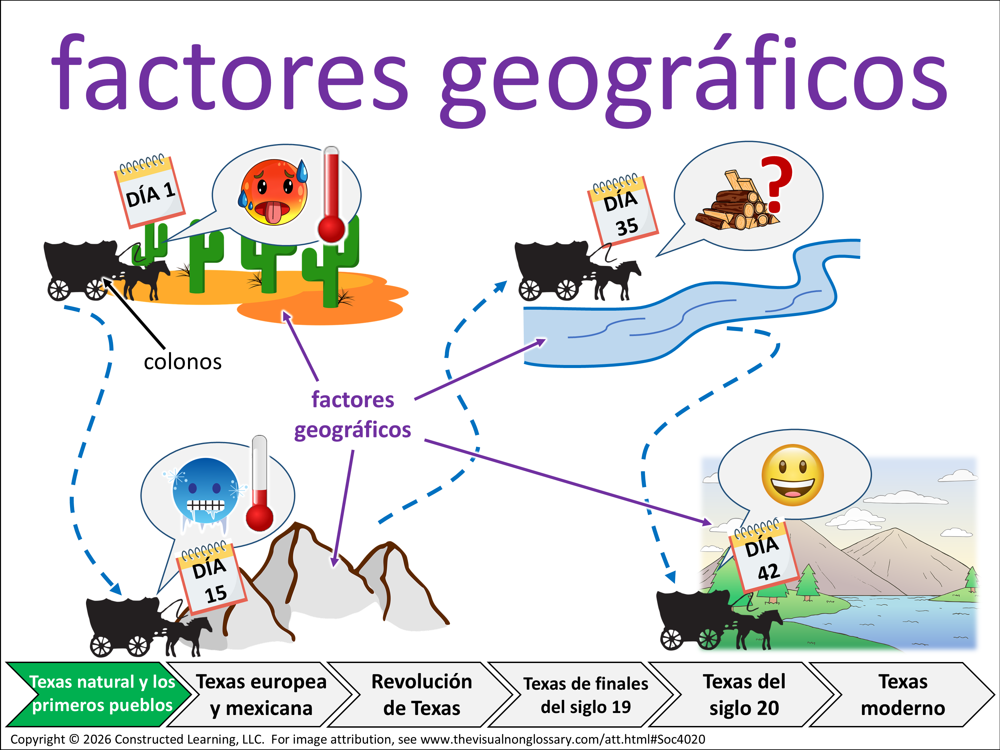 factores geográficos
DÍA 1
DÍA
35
?
colonos
factores
geográficos
DÍA
15
DÍA
42
Texas natural y los
primeros pueblos
Texas europea
y mexicana
Revolución
de Texas
Texas de finales
del siglo 19
Texas del
siglo 20
Texas
moderno
Copyright © 2026 Constructed Learning, LLC.  For image attribution, see www.thevisualnonglossary.com/att.html#Soc4020